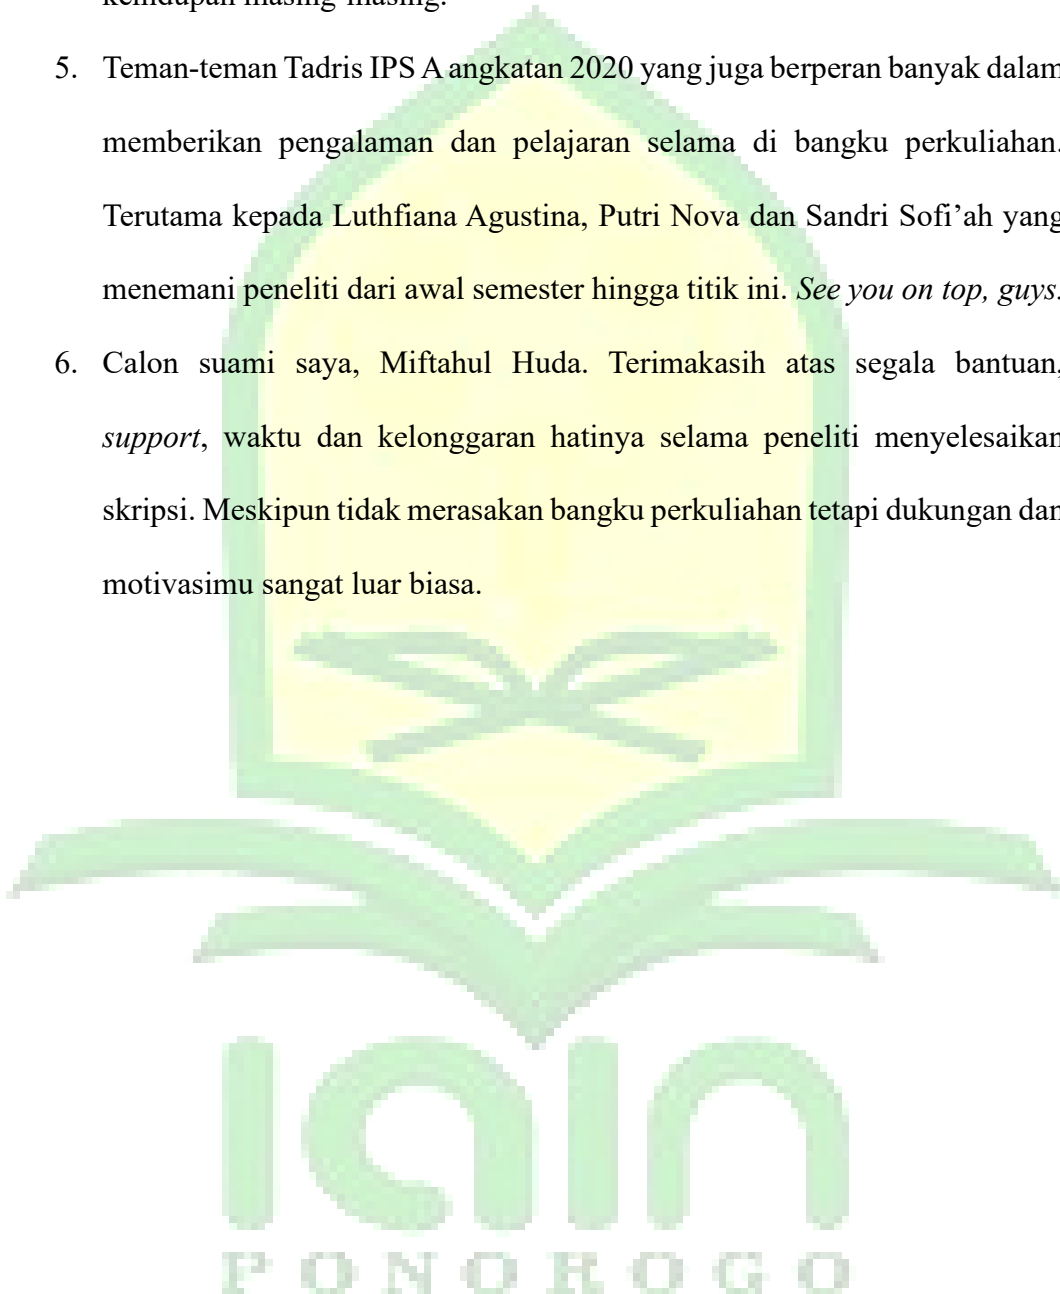 kehidupan masing-masing.
5. Teman-teman Tadris IPS A angkatan 2020 yang juga berperan banyak dalam
memberikan pengalaman dan pelajaran selama di bangku perkuliahan.
Terutama kepada Luthfiana Agustina, Putri Nova dan Sandri Sofi’ah yang
menemani peneliti dari awal semester hingga titik ini. See you on top, guys.
6. Calon suami saya, Miftahul Huda. Terimakasih atas segala bantuan,
support, waktu dan kelonggaran hatinya selama peneliti menyelesaikan
skripsi. Meskipun tidak merasakan bangku perkuliahan tetapi dukungan dan
motivasimu sangat luar biasa.
iain
PONOROGO